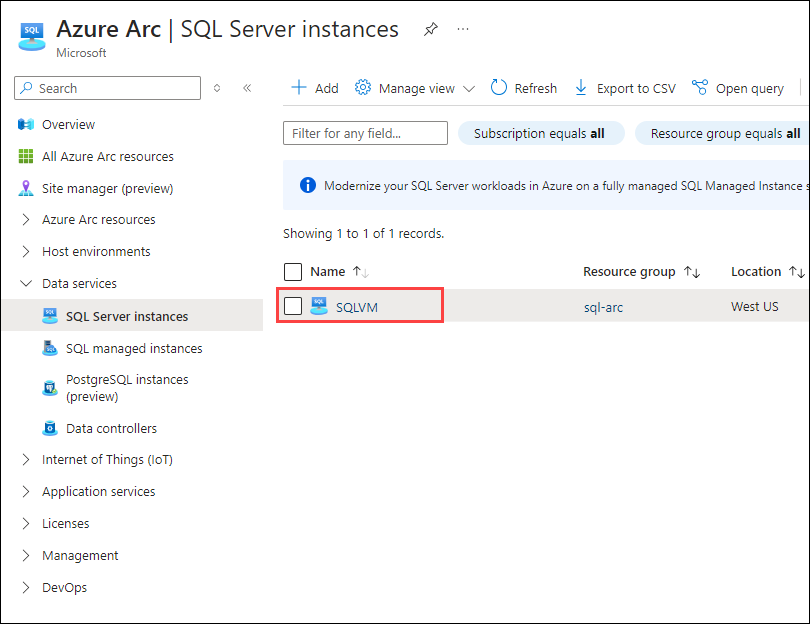 SQL
Azure Arc | SQL Server instances
Microsoft
Search
Add Manage view Refresh Export to CSV Open query
Overview
All Azure Arc resources
Site manager (preview)
Azure Arc resources
Host environments
Data services
SQL Server instances
SQL managed instances
PostgreSQL instances
(preview)
Data controllers
Internet of Things (IoT)
Application services
Licenses
Management
DevOps
Filter for any field... Subscription equals all Resource group equals all
Modernize your SQL Server workloads in Azure on a fully managed SQL Managed Instance
Showing 1 to 1 of 1 records.
Name Resource group Location
SQLVM sql-arc West US